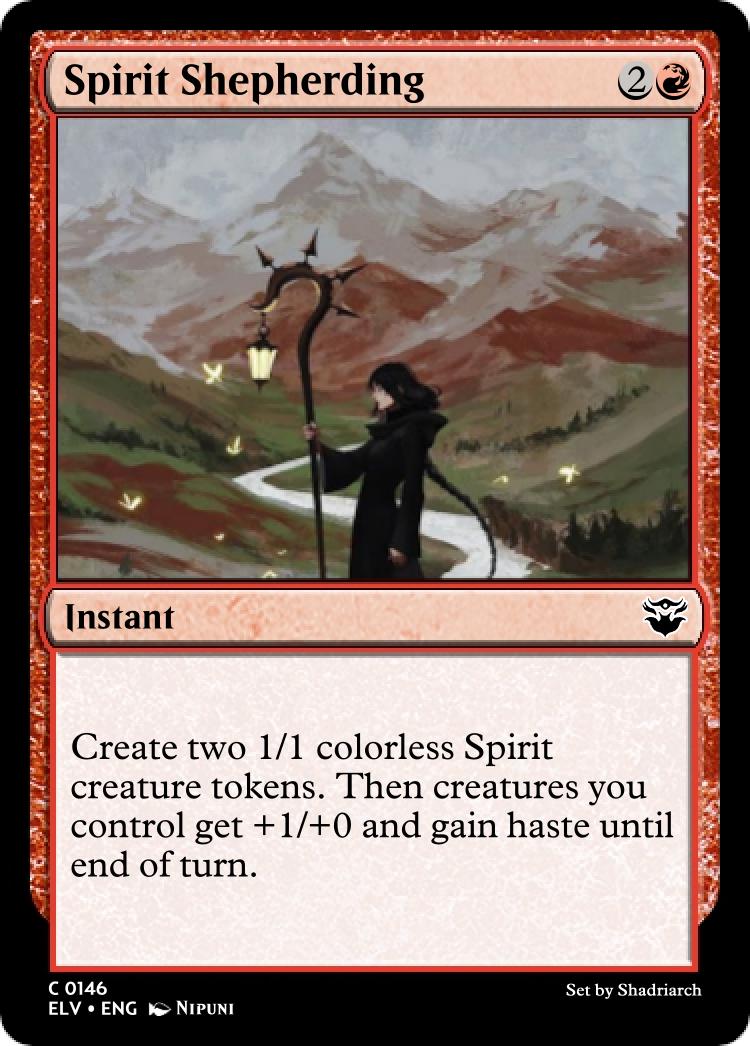 Spirit Shepherding 2
Instant
Create two 1/1 colorless Spirit
creature tokens. Then creatures you
control get +1/+0 and gain haste until
end of turn.
C 0146
Set by Shadriarch
ELV • ENG Nipuni